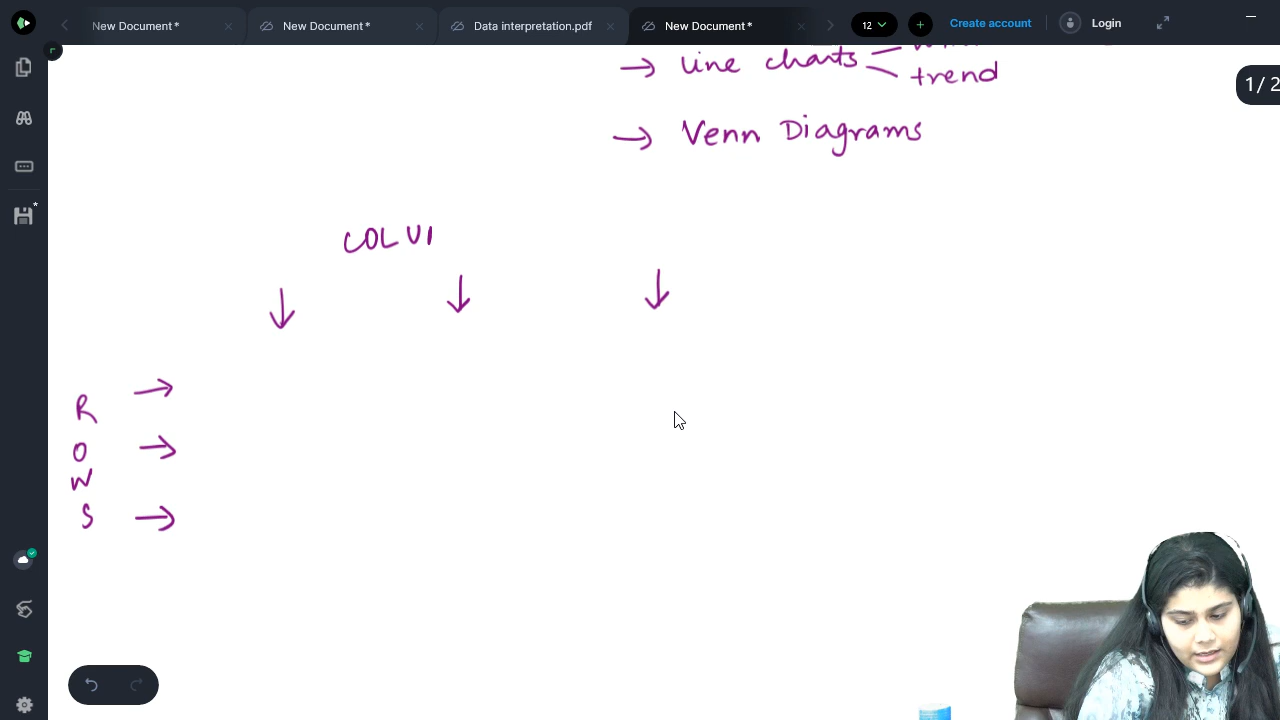 New Document*
New Document*
Data interpretation.pdf
New Document*
12
Create account
Login
1/2
→ Line charts
trend
→ Venn Diagrams
COLU
R
O
W
S